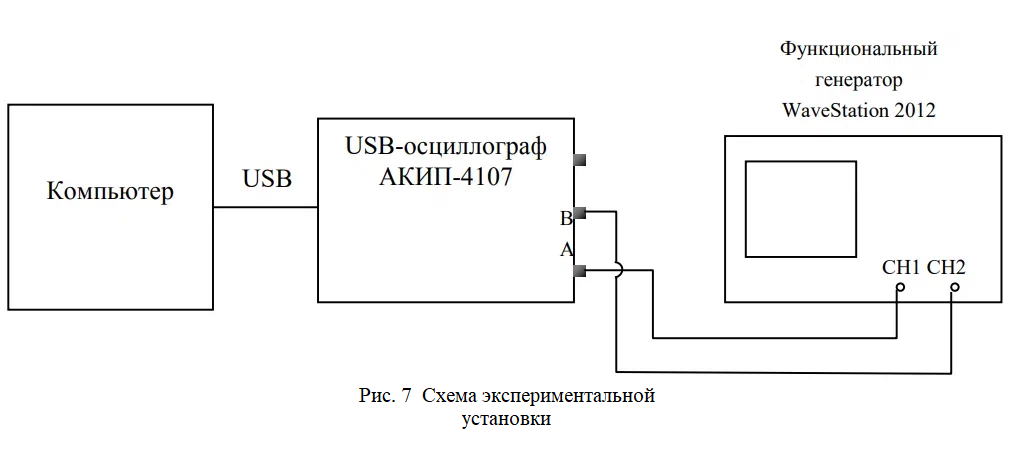 Функциональный
генератор
WaveStation 2012
USB-осциллограф
АКИП-4107
USB
Компьютер
В
А
CH1 CH2
Рис. 7 Схема экспериментальной
установки